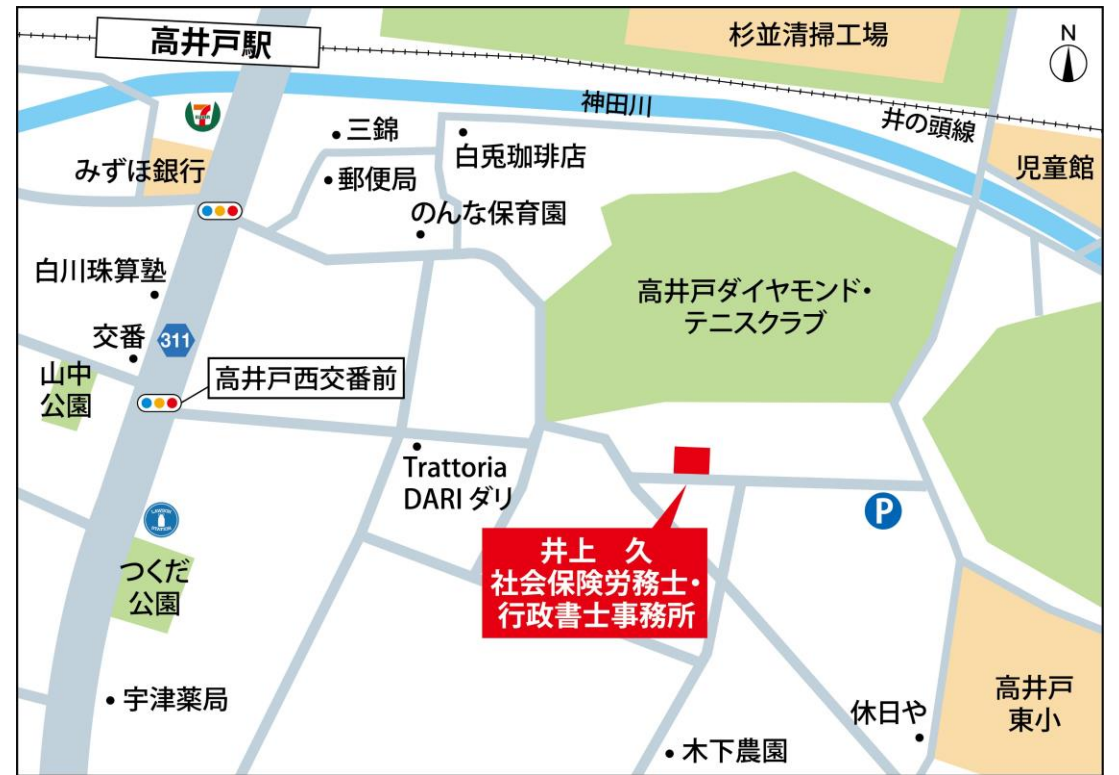 高井戸駅
杉並清掃工場
N
神田川
井の頭線
児童館
7
ELEVEN
三錦
白兎珈琲店
みずほ銀行
郵便局
のんな保育園
白川珠算塾
高井戸ダイヤモンド・
テニスクラブ
交番
311
山中
公園
高井戸西交番前
Trattoria
DARI ダリ
P
LAWSON
STATION
井上 久
社会保険労務士・
行政書士事務所
つくだ
公園
宇津薬局
高井戸
東小
休日や
木下農園